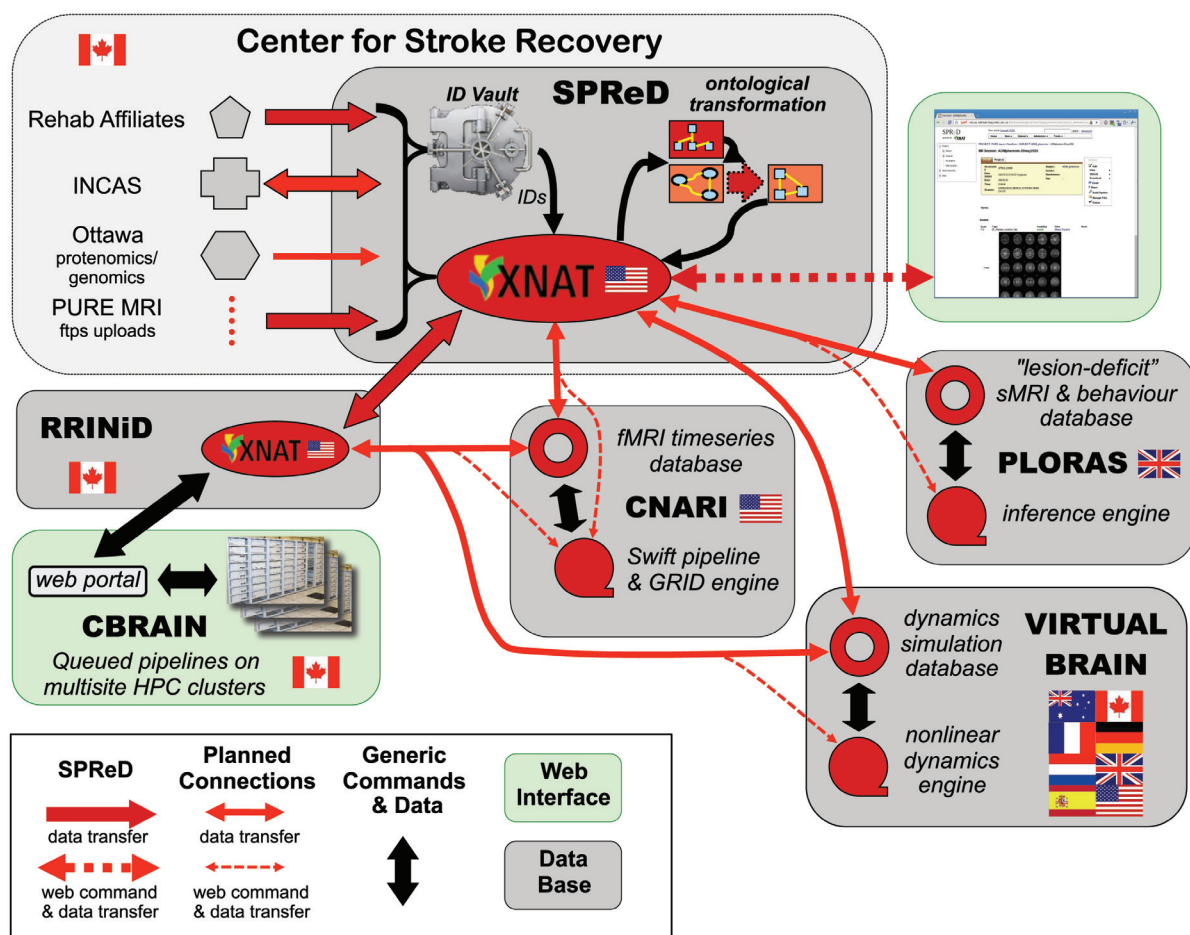 Center for Stroke Recovery
Rehab Affiliates
INCAS
Ottawa
protenomics/
genomics
PURE MRI
ftps uploads
ID Vault
SPReD
ontological
transformation
IDs
XNAT
SPReD
XNAT
RRINiD
XNAT
web portal
CBRAIN
Queued pipelines on
multisite HPC clusters
fMRI timeseries
database
CNARI
Swift pipeline
& GRID engine
"lesion-deficit”
sMRI & behaviour
database
PLORAS
inference engine
dynamics
simulation
database
VIRTUAL
BRAIN
nonlinear
dynamics
engine
SPReD
data transfer
web command
& data transfer
Planned
Connections
data transfer
web command
& data transfer
Generic
Commands
& Data
Web
Interface
Data
Base